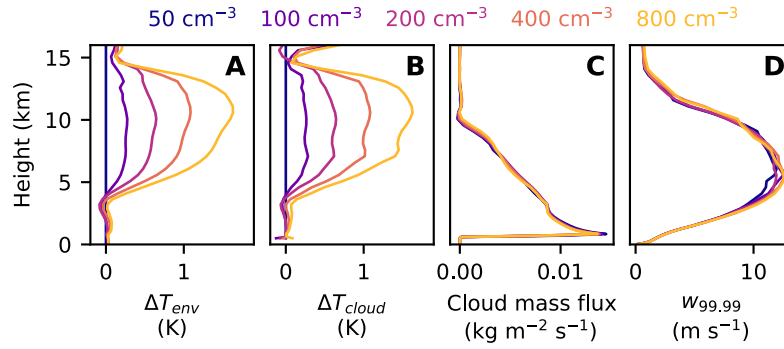 50 cm⁻³ 100 cm⁻³ 200 cm⁻³ 400 cm⁻³ 800 cm⁻³
A B C D
Height (km)
15
10
5
0
0 1 0 1 0.00 0.01 0 10
ΔT_env ΔT_cloud Cloud mass flux w_99.99
(K) (K) (kg m⁻² s⁻¹) (m s⁻¹)